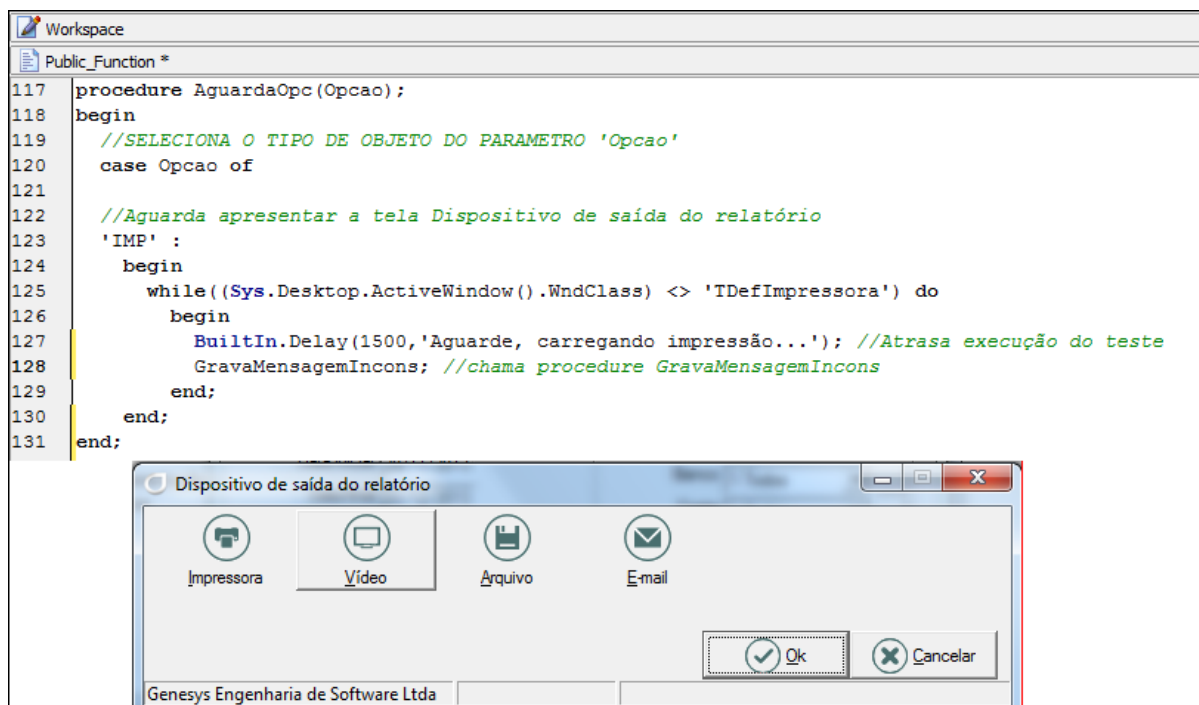 Workspace
Public_Function *
117 procedure AguardaOpc(Opcao);
118 begin
119 //SELECIONA O TIPO DE OBJETO DO PARAMETRO 'Opcao'
120 case Opcao of
121
122 //Aguarda apresentar a tela Dispositivo de saída do relatório
123 'IMP' :
124 begin
125 while((Sys.Desktop.ActiveWindow().WndClass) <> 'TDefImpressora') do
126 begin
127 BuiltIn.Delay(1500,'Aguarde, carregando impressão...'); //Atrasa execução do teste
128 GravaMensagemIncons; //chama procedure GravaMensagemIncons
129 end;
130 end;
131 end;
Dispositivo de saída do relatório
Impressora Vídeo Arquivo E-mail
Ok Cancelar
Genesys Engenharia de Software Ltda